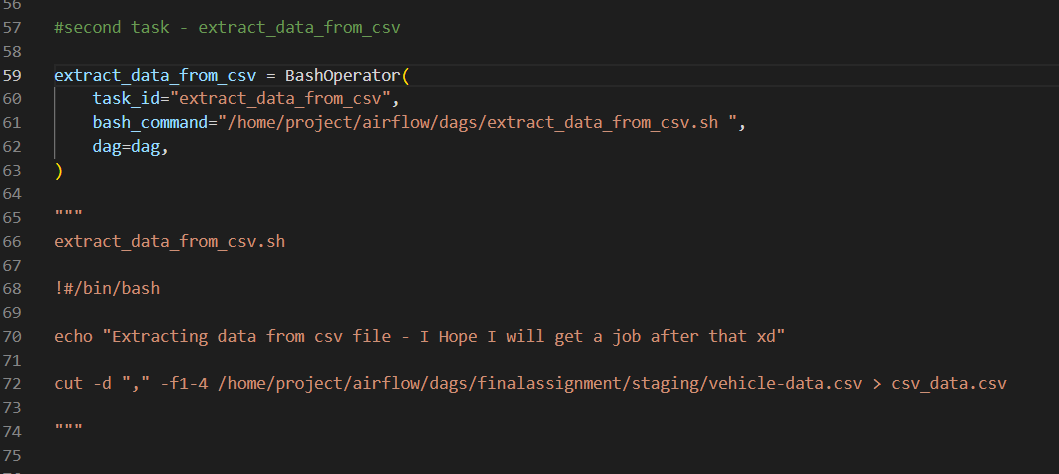 56
57 #second task - extract_data_from_csv
58
59 extract_data_from_csv = BashOperator(
60     task_id="extract_data_from_csv",
61     bash_command="/home/project/airflow/dags/extract_data_from_csv.sh ",
62     dag=dag,
63 )
64
65 """
66 extract_data_from_csv.sh
67
68 !#/bin/bash
69
70 echo "Extracting data from csv file - I Hope I will get a job after that xd"
71
72 cut -d "," -f1-4 /home/project/airflow/dags/finalassignment/staging/vehicle-data.csv > csv_data.csv
73
74 """
75